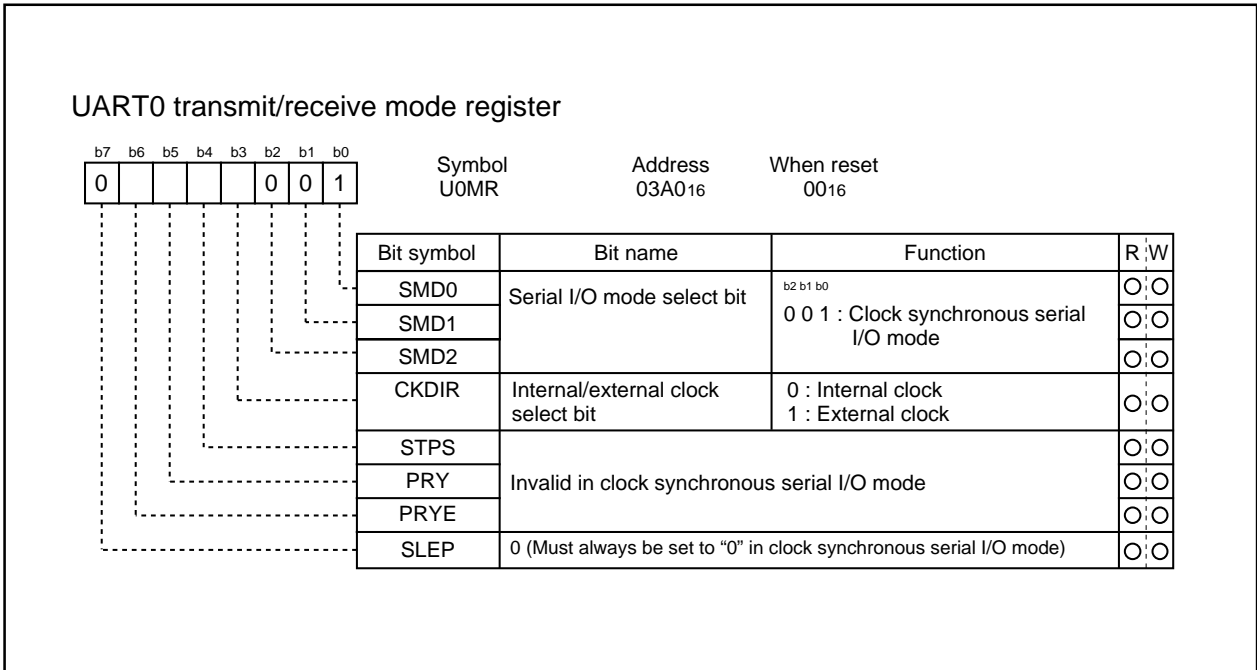 UART0 transmit/receive mode register
b7 b6 b5 b4 b3 b2 b1 b0
0 0 0 1
Symbol Address When reset
U0MR 03A016 0016
Bit symbol Bit name Function R W
SMD0 Serial I/O mode select bit b2 b1 b0
SMD1 0 0 1 : Clock synchronous serial
I/O mode
SMD2
CKDIR Internal/external clock 0 : Internal clock
select bit 1 : External clock
STPS
PRY Invalid in clock synchronous serial I/O mode
PRYE
SLEP 0 (Must always be set to “0” in clock synchronous serial I/O mode)